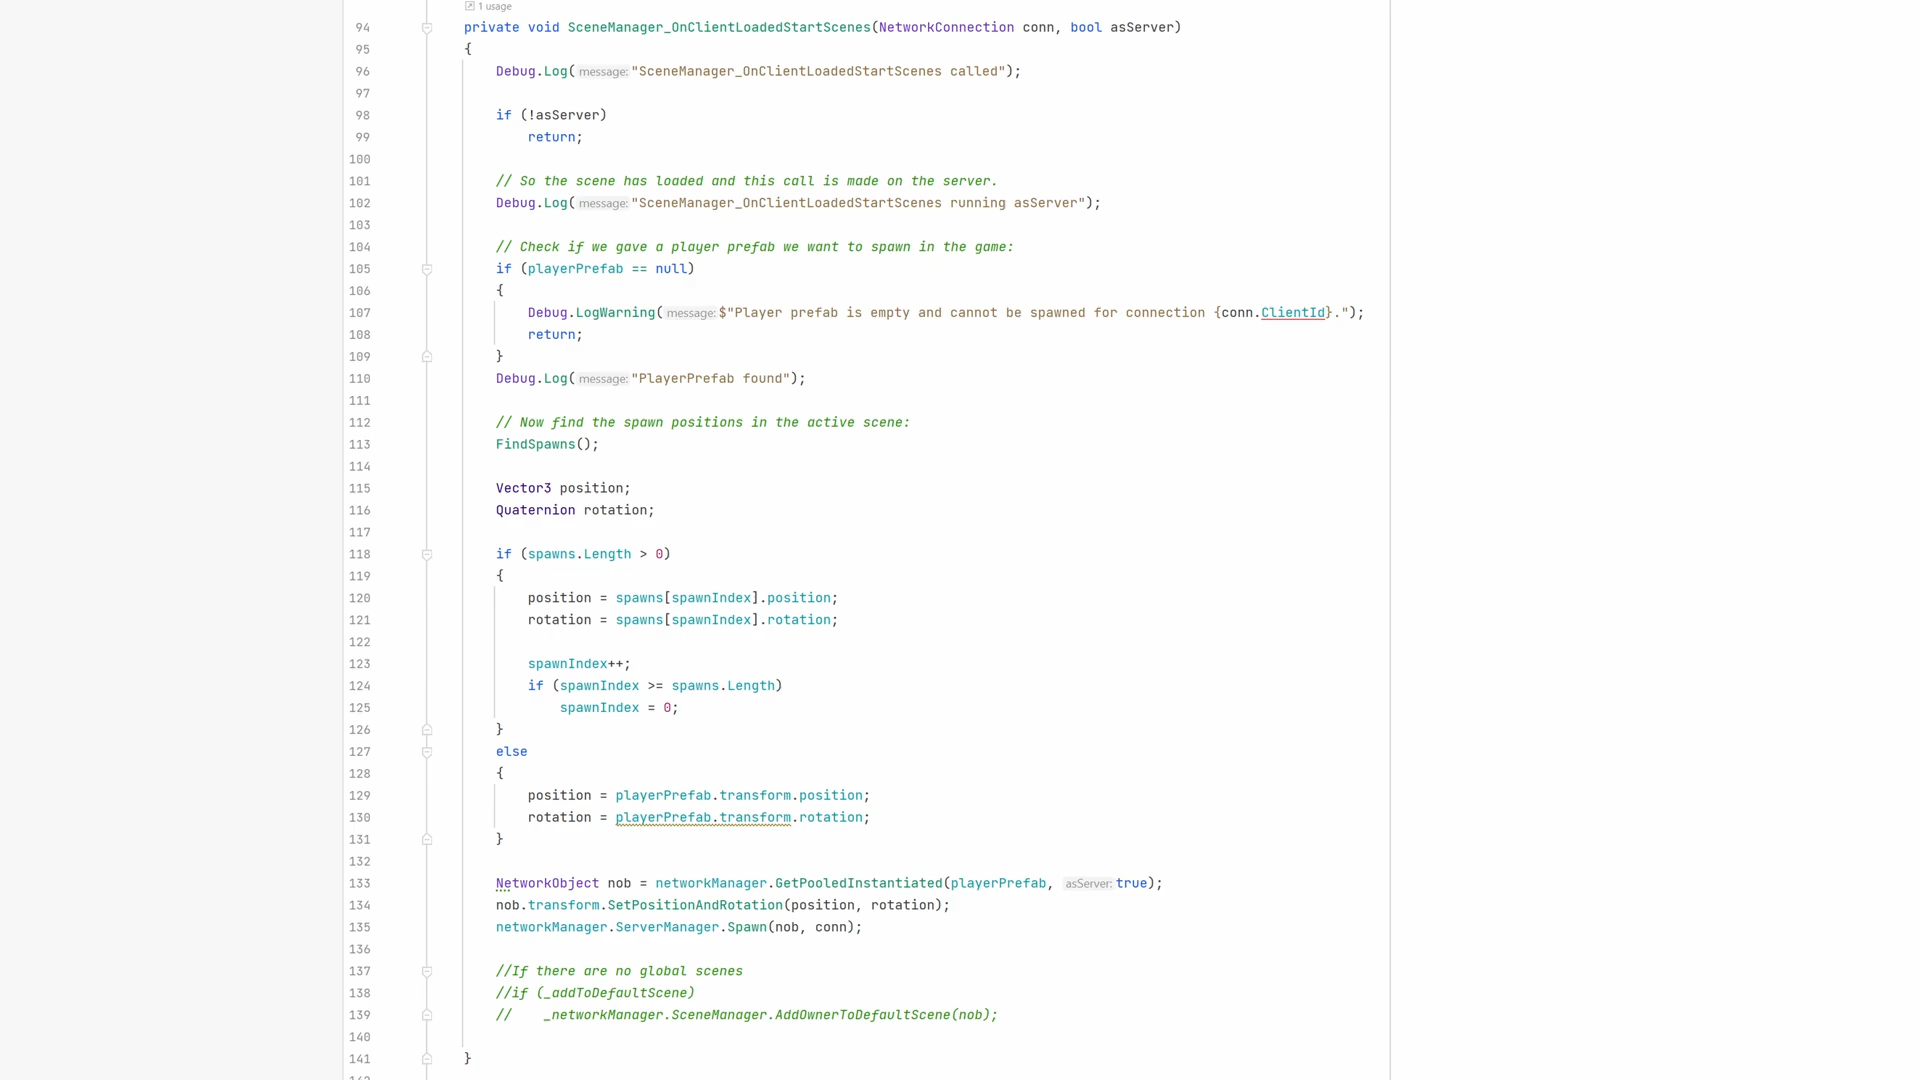 1 usage
94 private void SceneManager_OnClientLoadedStartScenes(NetworkConnection conn, bool asServer)
95 {
96 Debug.Log( message: "SceneManager_OnClientLoadedStartScenes called");
97
98 if (!asServer)
99 return;
100
101 // So the scene has loaded and this call is made on the server.
102 Debug.Log( message: "SceneManager_OnClientLoadedStartScenes running asServer");
103
104 // Check if we gave a player prefab we want to spawn in the game:
105 if (playerPrefab == null)
106 {
107 Debug.LogWarning( message: $"Player prefab is empty and cannot be spawned for connection {conn.ClientId}.");
108 return;
109 }
110 Debug.Log( message: "PlayerPrefab found");
111
112 // Now find the spawn positions in the active scene:
113 FindSpawns();
114
115 Vector3 position;
116 Quaternion rotation;
117
118 if (spawns.Length > 0)
119 {
120 position = spawns[spawnIndex].position;
121 rotation = spawns[spawnIndex].rotation;
122
123 spawnIndex++;
124 if (spawnIndex >= spawns.Length)
125 spawnIndex = 0;
126 }
127 else
128 {
129 position = playerPrefab.transform.position;
130 rotation = playerPrefab.transform.rotation;
131 }
132
133 NetworkObject nob = networkManager.GetPooledInstantiated(playerPrefab, asServer: true);
134 nob.transform.SetPositionAndRotation(position, rotation);
135 networkManager.ServerManager.Spawn(nob, conn);
136
137 //If there are no global scenes
138 //if (_addToDefaultScene)
139 // _networkManager.SceneManager.AddOwnerToDefaultScene(nob);
140
141 }